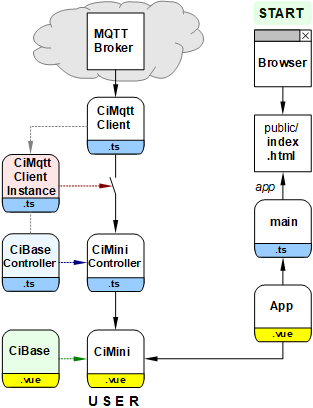 START
MQTT
Broker
Browser
CiMqtt
Client
.ts
public/
index
.html
CiMqtt
Client
Instance
.ts
app
main
.ts
CiBase
Controller
.ts
CiMini
Controller
.ts
App
.vue
CiBase
.vue
CiMini
.vue
USER